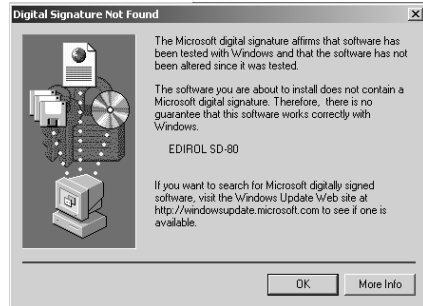 Digital Signature Not Found
The Microsoft digital signature affirms that software has
been tested with Windows and that the software has not
been altered since it was tested.
The software you are about to install does not contain a
Microsoft digital signature. Therefore, there is no
guarantee that this software works correctly with
Windows.
EDIROL SD-80
If you want to search for Microsoft digitally signed
software, visit the Windows Update Web site at
http://windowsupdate.microsoft.com to see if one is
available.
OK
More Info